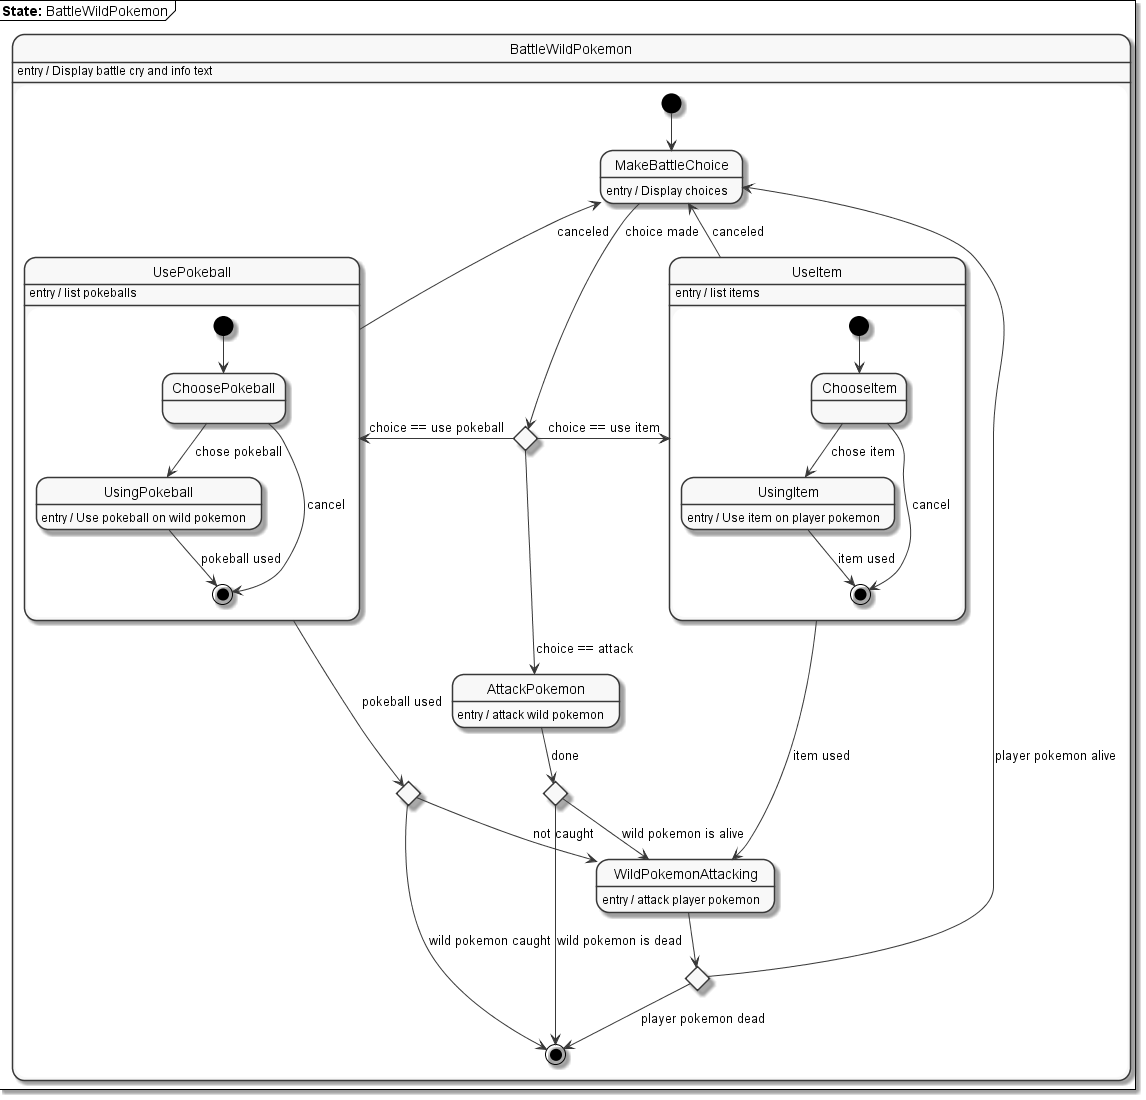 State: BattleWildPokemon
BattleWildPokemon
entry / Display battle cry and info text
MakeBattleChoice
entry / Display choices
canceled
choice made
canceled
UsePokeball
entry / list pokeballs
UseItem
entry / list items
ChoosePokeball
ChooseItem
choice == use pokeball
choice == use item
chose pokeball
chose item
UsingPokeball
entry / Use pokeball on wild pokemon
cancel
UsingItem
entry / Use item on player pokemon
cancel
pokeball used
item used
choice == attack
AttackPokemon
entry / attack wild pokemon
pokeball used
done
item used
player pokemon alive
not caught
wild pokemon is alive
WildPokemonAttacking
entry / attack player pokemon
wild pokemon caught
wild pokemon is dead
player pokemon dead